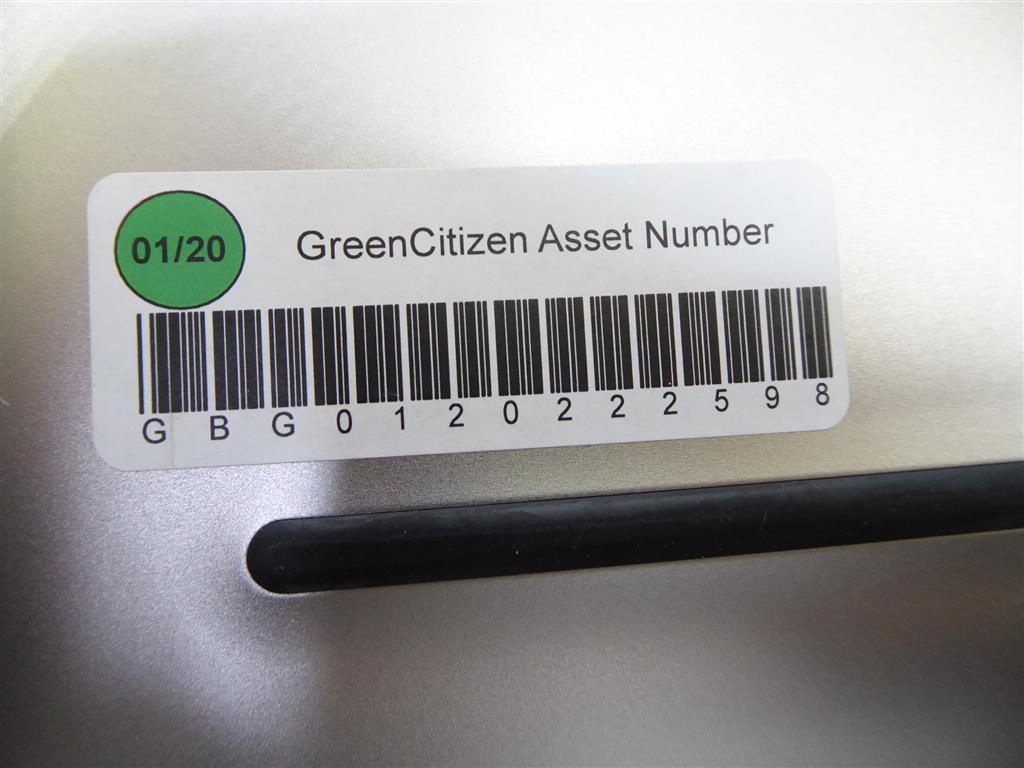 01/20
GreenCitizen Asset Number
G B G 0 1 2 0 2 2 2 5 9 8